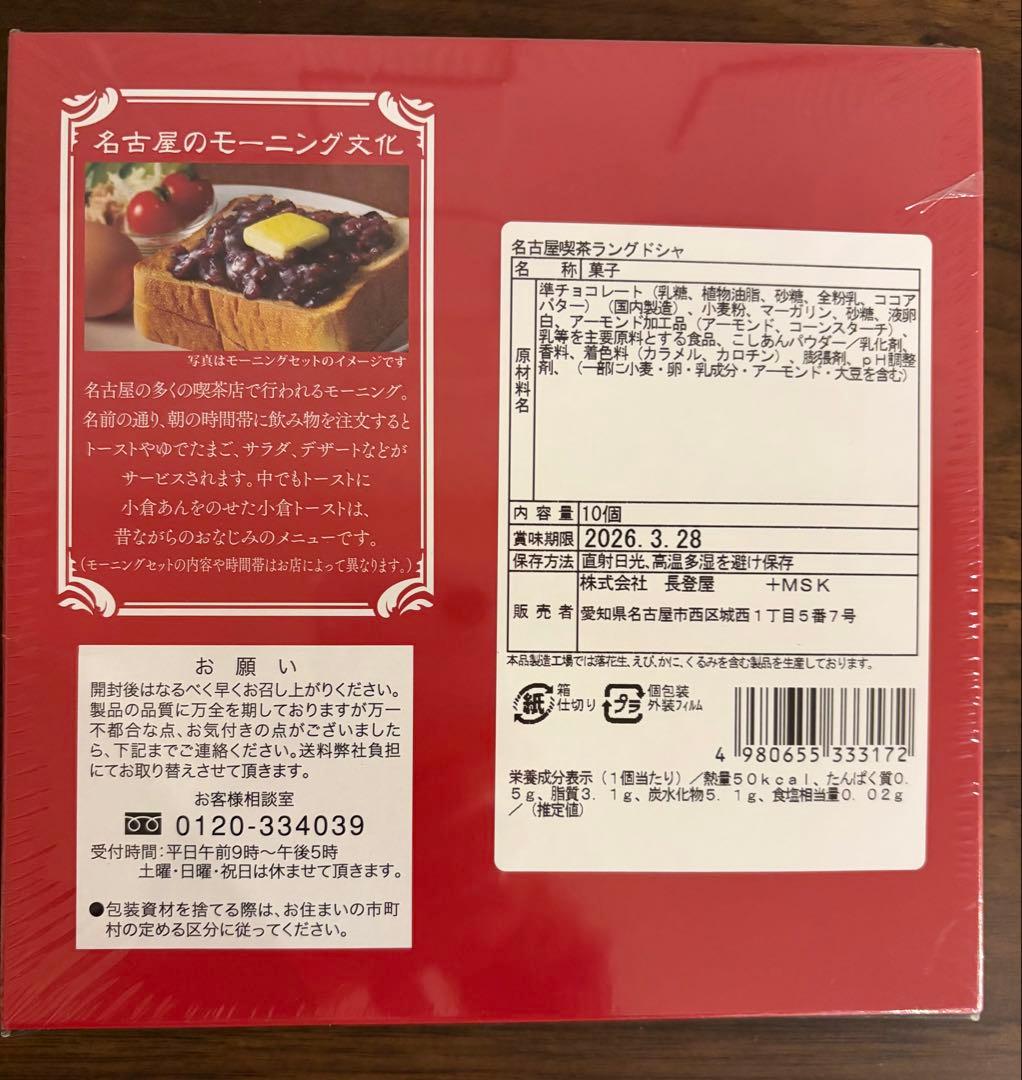 名古屋のモーニング文化
写真はモーニングセットのイメージです
名古屋の多くの喫茶店で行われるモーニング。
名前の通り、朝の時間帯に飲み物を注文すると
トーストやゆでたまご、サラダ、デザートなどが
サービスされます。中でもトーストに
小倉あんをのせた小倉トーストは、
昔ながらのおなじみのメニューです。
(モーニングセットの内容や時間帯はお店によって異なります。)
お願い
開封後はなるべく早くお召し上がりください。
製品の品質に万全を期しておりますが万一
不都合な点、お気付きの点がございました
ら、下記までご連絡ください。送料弊社負担
にてお取り替えさせて頂きます。
お客様相談室
0120-334039
受付時間:平日午前9時～午後5時
土曜・日曜・祝日は休ませて頂きます。
●包装資材を捨てる際は、お住まいの市町
村の定める区分に従ってください。
名古屋喫茶ラングドシャ
名称 菓子
原材料名
準チョコレート（乳糖、植物油脂、砂糖、全粉乳、ココア
バター）（国内製造）、小麦粉、マーガリン、砂糖、液卵
白、アーモンド加工品（アーモンド、コーンスターチ）、
乳等を主要原料とする食品、こしあんパウダー/乳化剤、
香料、着色料（カラメル、カロチン）、膨張剤、ｐＨ調整
剤、（一部に小麦・卵・乳成分・アーモンド・大豆を含む）
内容量 10個
賞味期限 2026.3.28
保存方法 直射日光、高温多湿を避け保存
販売者 株式会社 長登屋 +MSK
愛知県名古屋市西区城西１丁目５番７号
本品製造工場では落花生、えび、かに、くるみを含む製品を生産しております。
紙 箱
仕切り
プラ 個包装
外装フィルム
4 980655 333172
栄養成分表示（１個当たり）／熱量５０ｋｃａｌ、たんぱく質０．
５ｇ、脂質３．１ｇ、炭水化物５．１ｇ、食塩相当量０．０２ｇ
／（推定値）